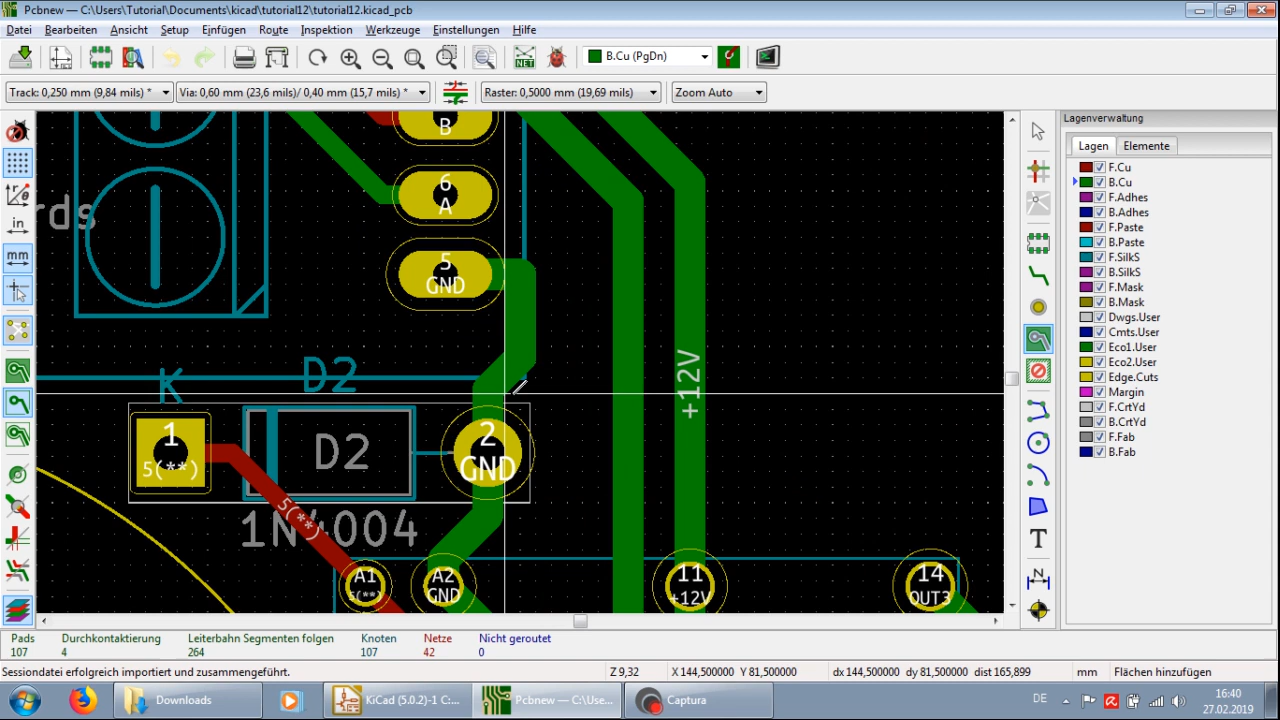 Pcbnew — C:\Users\Tutorial\Documents\kicad\tutorial12\tutorial12.kicad_pcb
Datei Bearbeiten Ansicht Setup Einfügen Route Inspektion Werkzeuge Einstellungen Hilfe
NET
B.Cu (PgDn)
Track: 0,250 mm (9,84 mils) *
Via: 0,60 mm (23,6 mils)/ 0,40 mm (15,7 mils) *
Raster: 0,5000 mm (19,69 mils)
Zoom Auto
in
mm
B
6
A
rds
5
GND
K
D2
+12V
1
5(**)
D2
2
GND
5(**)
1N4004
A1
5(**)
A2
GND
11
+12V
14
OUT3
T
N
Lagenverwaltung
Lagen Elemente
F.Cu
B.Cu
F.Adhes
B.Adhes
F.Paste
B.Paste
F.SilkS
B.SilkS
F.Mask
B.Mask
Dwgs.User
Cmts.User
Eco1.User
Eco2.User
Edge.Cuts
Margin
F.CrtYd
B.CrtYd
F.Fab
B.Fab
Pads Durchkontaktierung Leiterbahn Segmenten folgen Knoten Netze Nicht geroutet
107 4 264 107 42 0
Sessiondatei erfolgreich importiert und zusammengeführt.
Z 9,32
X 144,500000 Y 81,500000
dx 144,500000 dy 81,500000 dist 165,899
mm
Flächen hinzufügen
Downloads
KiCad (5.0.2)-1 C:...
Pcbnew — C:\Use...
Captura
DE
16:40
27.02.2019